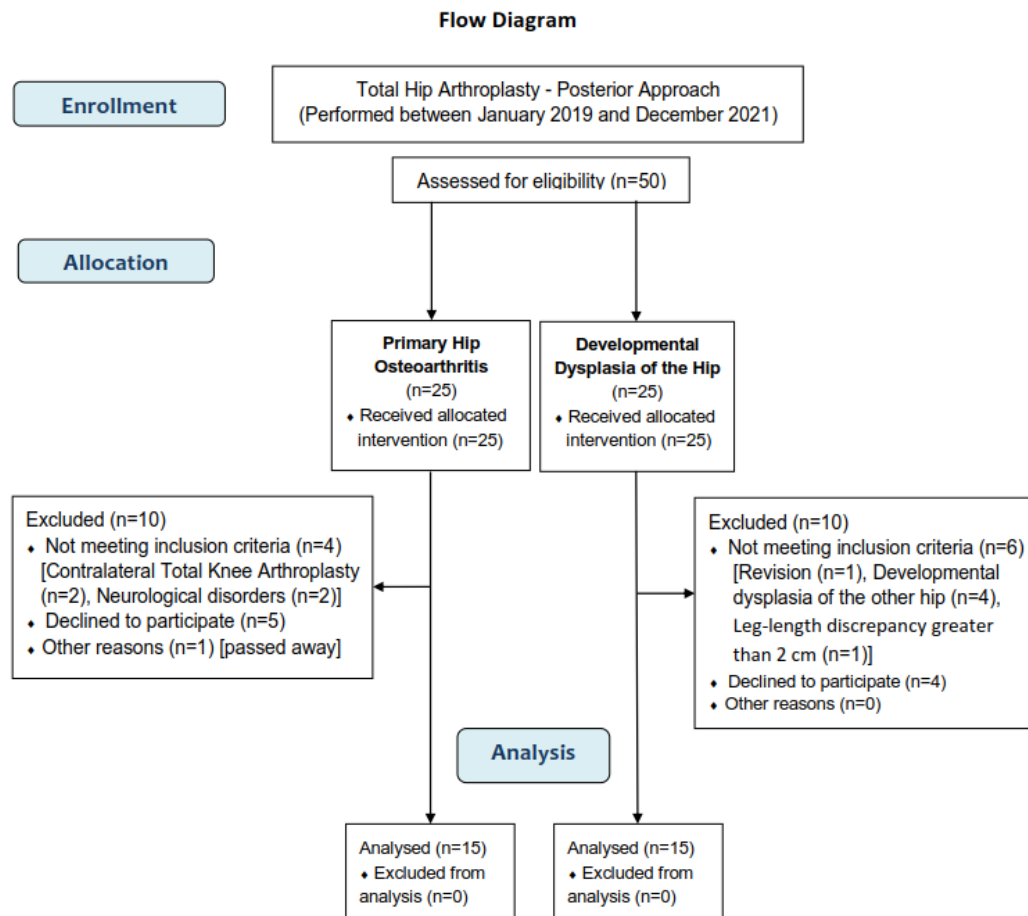 Flow Diagram
Enrollment
Total Hip Arthroplasty - Posterior Approach
(Performed between January 2019 and December 2021)
Assessed for eligibility (n=50)
Allocation
Primary Hip
Osteoarthritis
(n=25)
⬧ Received allocated
intervention (n=25)
Developmental
Dysplasia of the Hip
(n=25)
⬧ Received allocated
intervention (n=25)
Excluded (n=10)
⬧ Not meeting inclusion criteria (n=4)
[Contralateral Total Knee Arthroplasty
(n=2), Neurological disorders (n=2)]
⬧ Declined to participate (n=5)
⬧ Other reasons (n=1) [passed away]
Excluded (n=10)
⬧ Not meeting inclusion criteria (n=6)
[Revision (n=1), Developmental
dysplasia of the other hip (n=4),
Leg-length discrepancy greater
than 2 cm (n=1)]
⬧ Declined to participate (n=4)
⬧ Other reasons (n=0)
Analysis
Analysed (n=15)
⬧ Excluded from
analysis (n=0)
Analysed (n=15)
⬧ Excluded from
analysis (n=0)